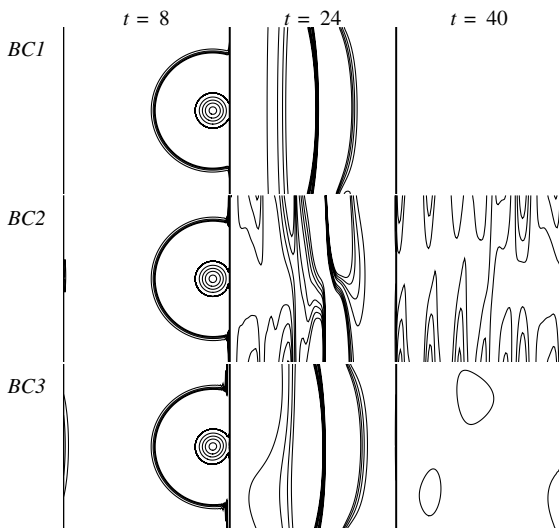 t = 8 t = 24 t = 40
BC1
BC2
BC3